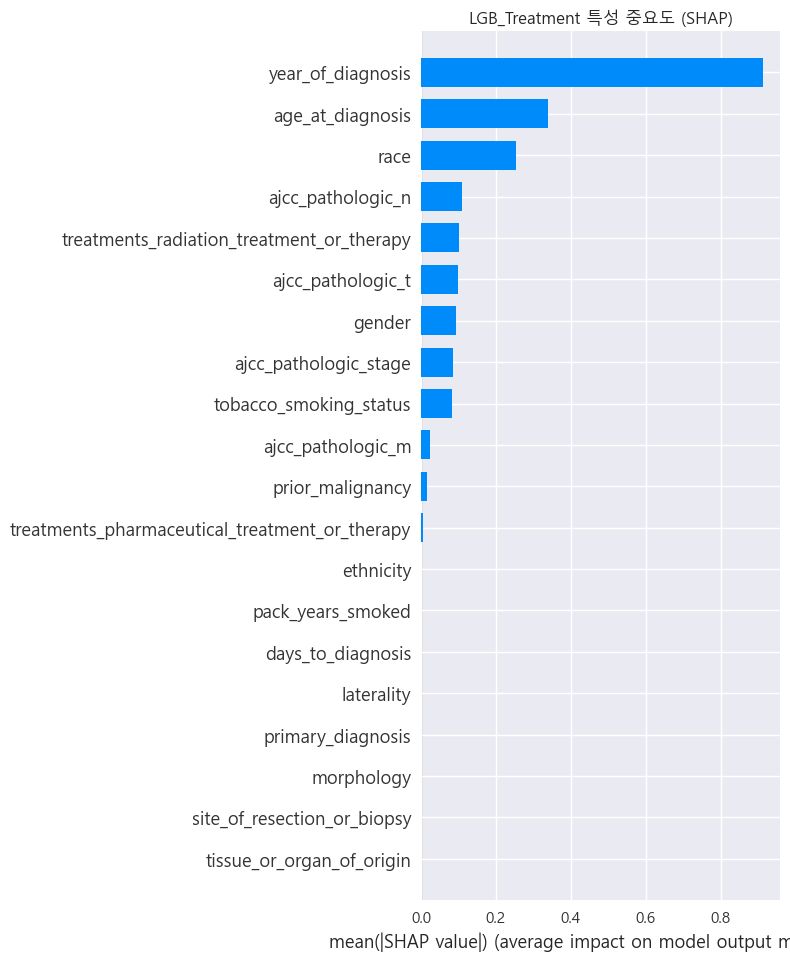 LGB_Treatment 특성 중요도 (SHAP)
year_of_diagnosis
age_at_diagnosis
race
ajcc_pathologic_n
treatments_radiation_treatment_or_therapy
ajcc_pathologic_t
gender
ajcc_pathologic_stage
tobacco_smoking_status
ajcc_pathologic_m
prior_malignancy
treatments_pharmaceutical_treatment_or_therapy
ethnicity
pack_years_smoked
days_to_diagnosis
laterality
primary_diagnosis
morphology
site_of_resection_or_biopsy
tissue_or_organ_of_origin
0.0 0.2 0.4 0.6 0.8
mean(|SHAP value|) (average impact on model output m